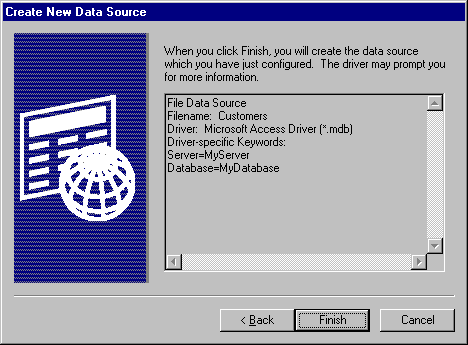 Create New Data Source
When you click Finish, you will create the data source
which you have just configured.  The driver may prompt you
for more information.
File Data Source
Filename:  Customers
Driver:  Microsoft Access Driver (*.mdb)
Driver-specific Keywords:
Server=MyServer
Database=MyDatabase
< Back
Finish
Cancel